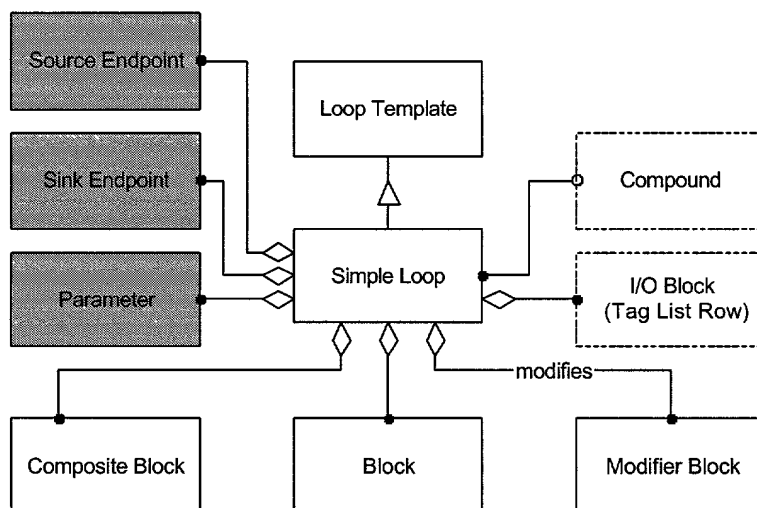 Source Endpoint
Loop Template
Sink Endpoint
Compound
Simple Loop
Parameter
I/O Block
(Tag List Row)
modifies
Composite Block
Block
Modifier Block